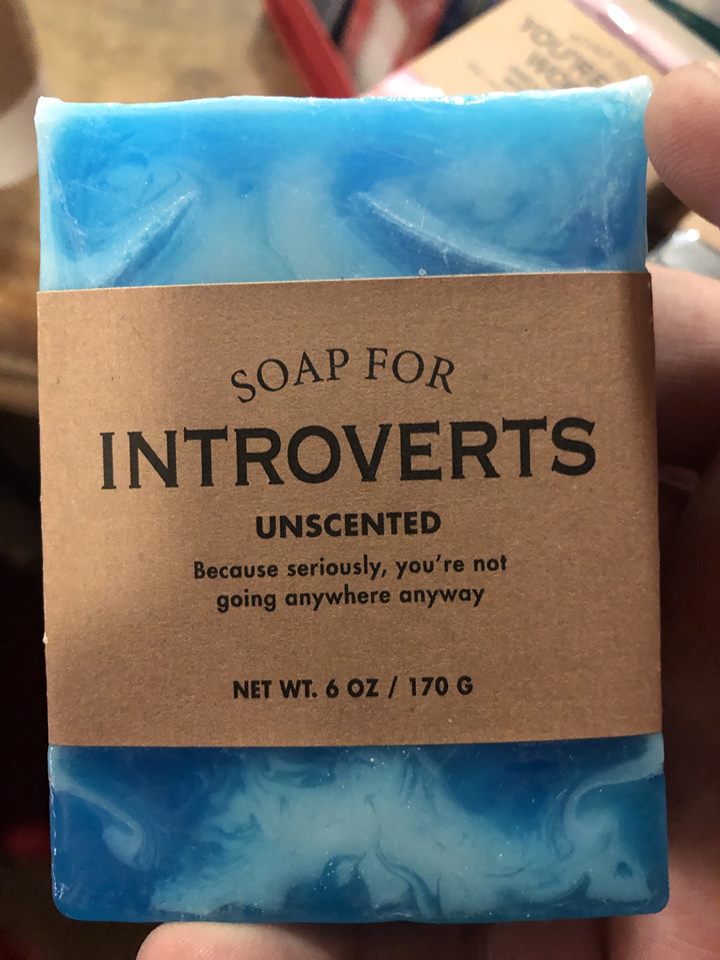 SOAP FOR
INTROVERTS
UNSCENTED
Because seriously, you're not
going anywhere anyway
NET WT. 6 OZ / 170 G